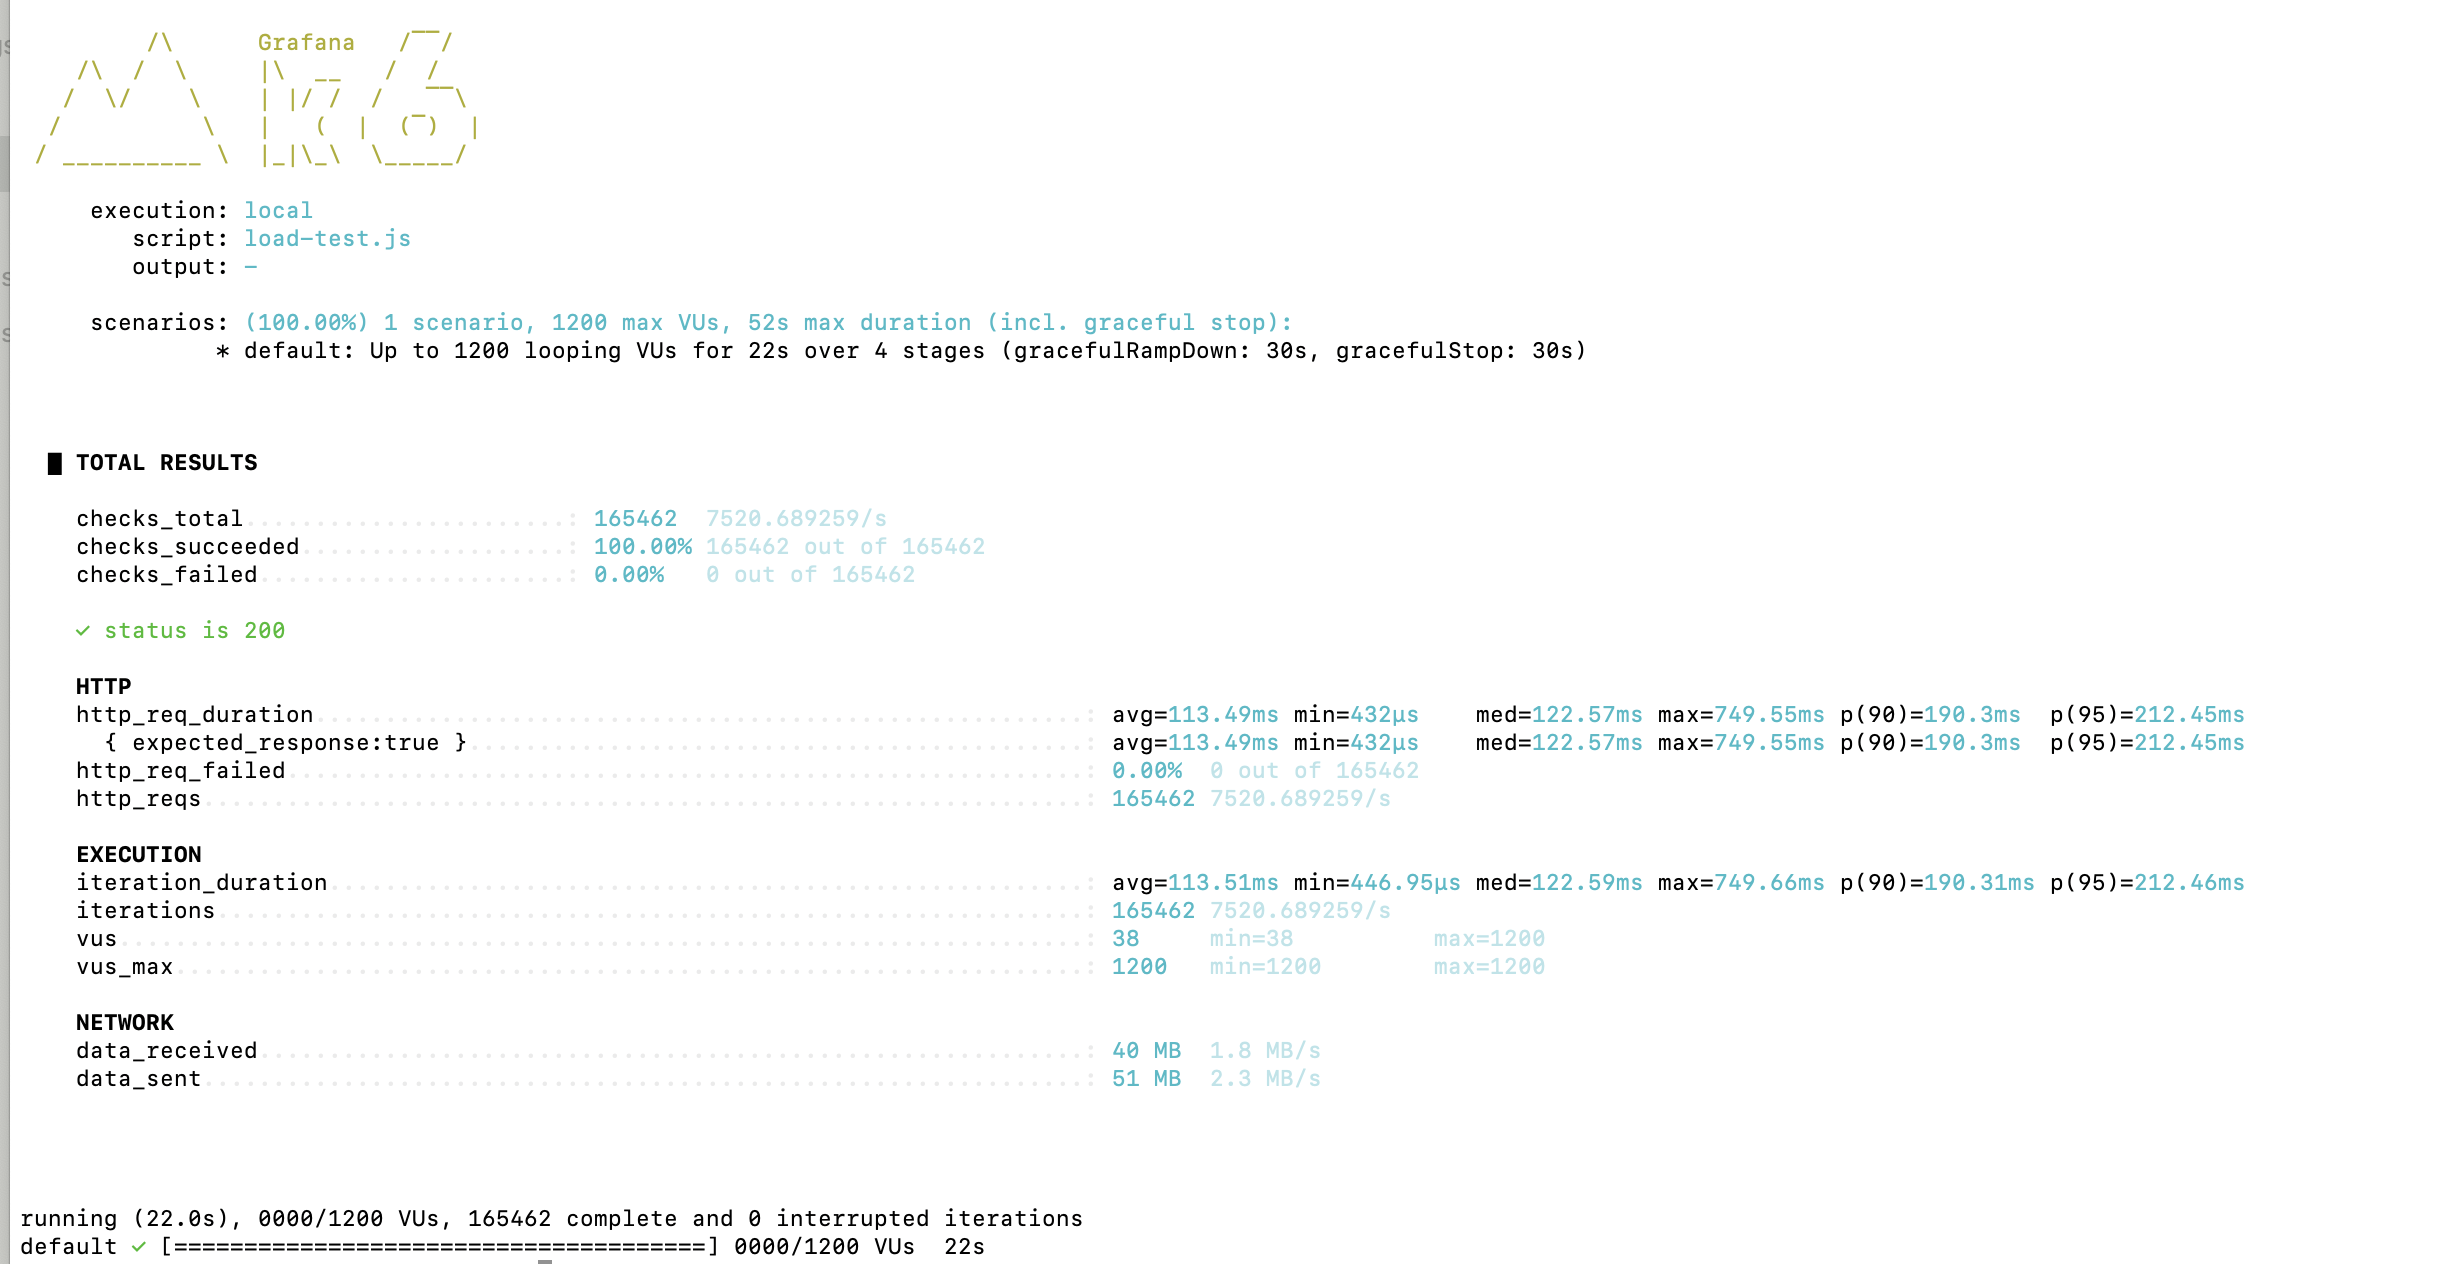 Grafana
execution: local
script: load-test.js
output: -
scenarios: (100.00%) 1 scenario, 1200 max VUs, 52s max duration (incl. graceful stop):
* default: Up to 1200 looping VUs for 22s over 4 stages (gracefulRampDown: 30s, gracefulStop: 30s)
█ TOTAL RESULTS
checks_total.......................: 165462  7520.689259/s
checks_succeeded...................: 100.00% 165462 out of 165462
checks_failed......................: 0.00%   0 out of 165462
✓ status is 200
HTTP
http_req_duration.......................................................: avg=113.49ms min=432µs    med=122.57ms max=749.55ms p(90)=190.3ms  p(95)=212.45ms
{ expected_response:true }............................................: avg=113.49ms min=432µs    med=122.57ms max=749.55ms p(90)=190.3ms  p(95)=212.45ms
http_req_failed.........................................................: 0.00%  0 out of 165462
http_reqs...............................................................: 165462 7520.689259/s
EXECUTION
iteration_duration......................................................: avg=113.51ms min=446.95µs med=122.59ms max=749.66ms p(90)=190.31ms p(95)=212.46ms
iterations..............................................................: 165462 7520.689259/s
vus.....................................................................: 38     min=38          max=1200
vus_max.................................................................: 1200   min=1200        max=1200
NETWORK
data_received...........................................................: 40 MB  1.8 MB/s
data_sent...............................................................: 51 MB  2.3 MB/s
running (22.0s), 0000/1200 VUs, 165462 complete and 0 interrupted iterations
default ✓ [======================================] 0000/1200 VUs  22s